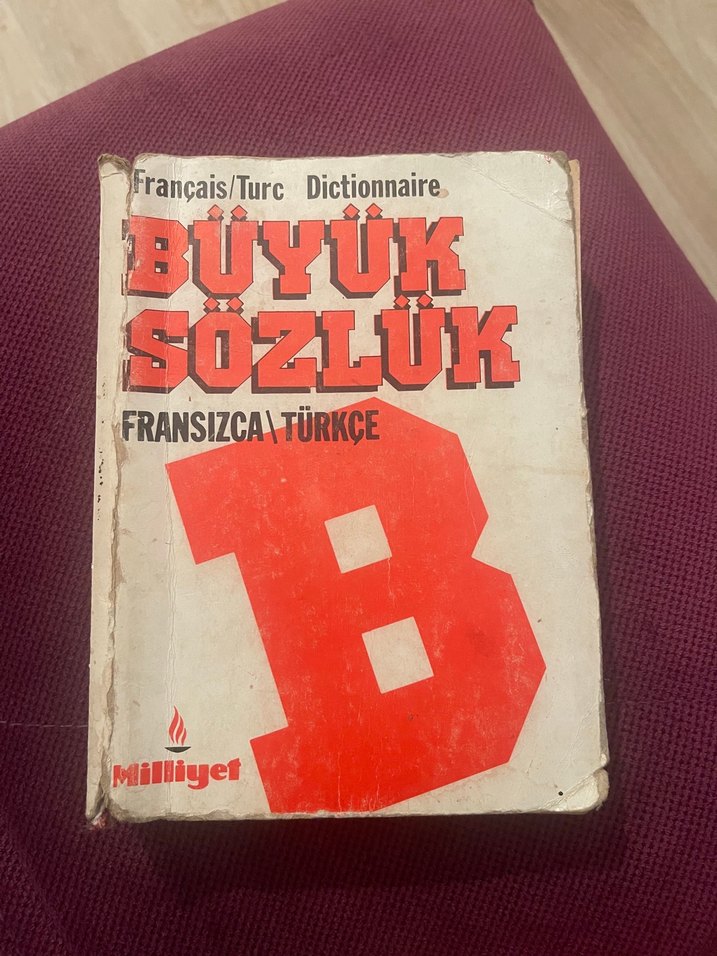 Français/Turc Dictionnaire
BÜYÜK
SÖZLÜK
FRANSIZCA\TÜRKÇE
B
Milliyet